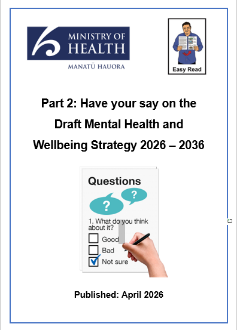 MINISTRY OF
HEALTH
MANATŪ HAUORA
Easy Read
Part 2: Have your say on the
Draft Mental Health and
Wellbeing Strategy 2026 – 2036
Questions
?
?
1. What do you think
about it?
Good
Bad
Not sure
Published: April 2026